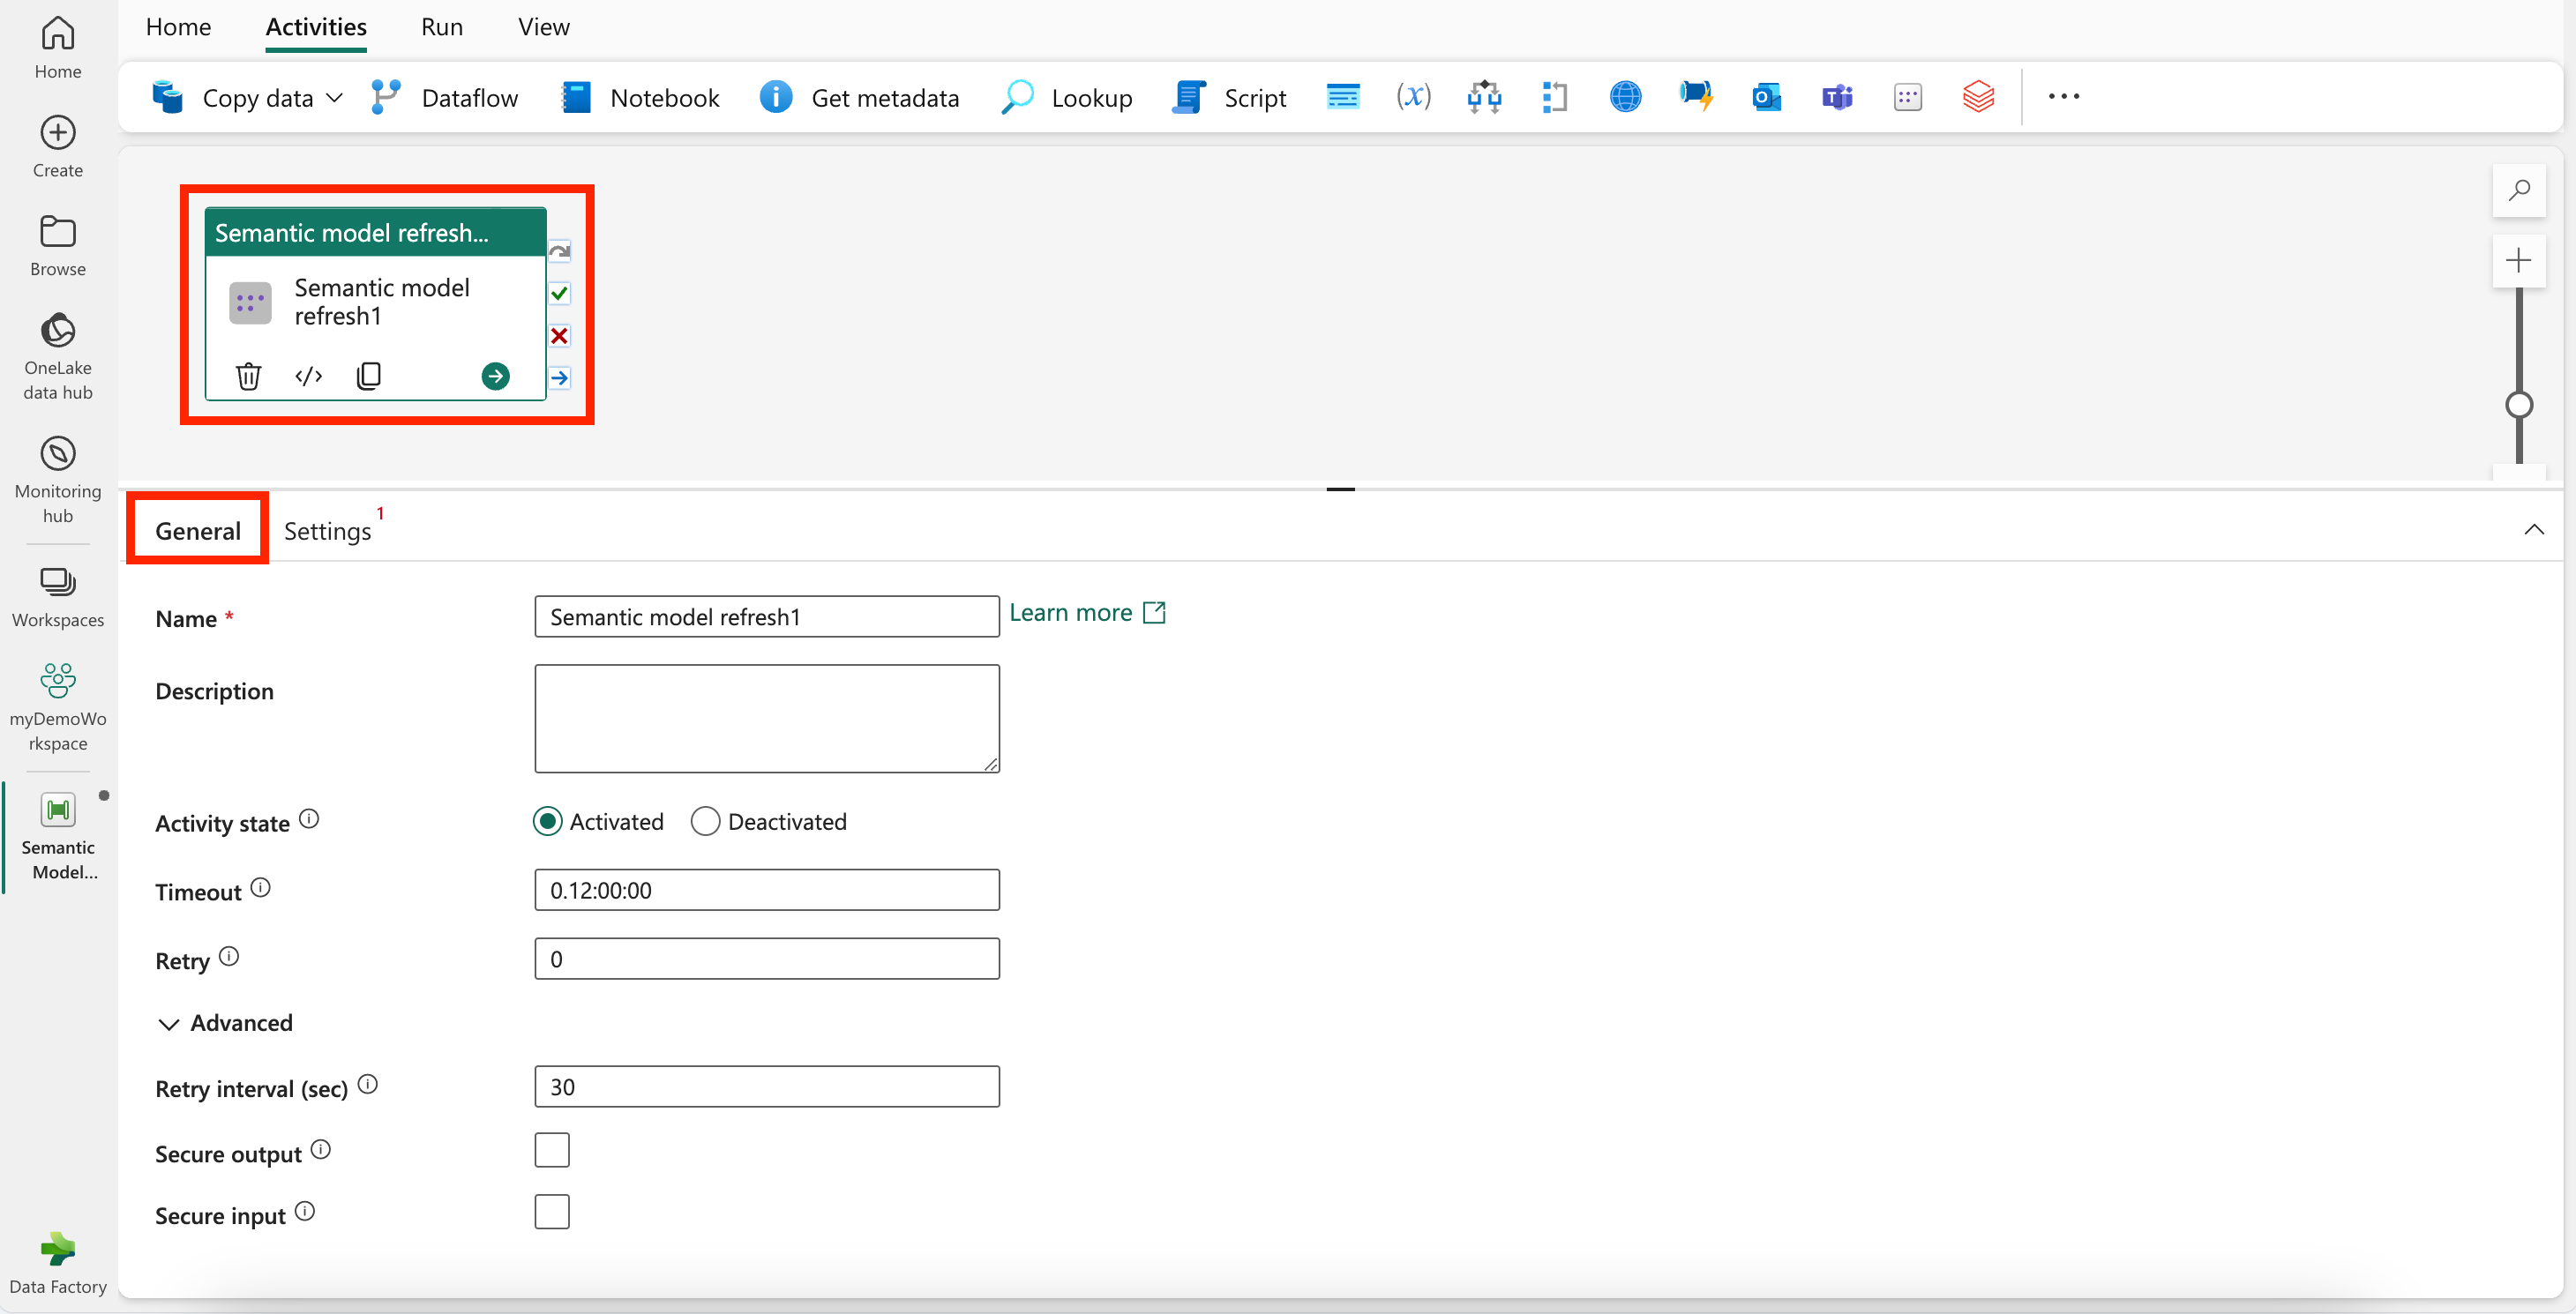 Home
Activities
Run
View
Home
Create
Browse
OneLake
data hub
Monitoring
hub
Workspaces
myDemoWo
rkspace
Semantic
Model...
Data Factory
Copy data
Dataflow
Notebook
Get metadata
Lookup
Script
(x)
Semantic model refresh...
Semantic model
refresh1
General
Settings 1
Name *
Semantic model refresh1
Learn more
Description
Activity state
Activated
Deactivated
Timeout
0.12:00:00
Retry
0
Advanced
Retry interval (sec)
30
Secure output
Secure input